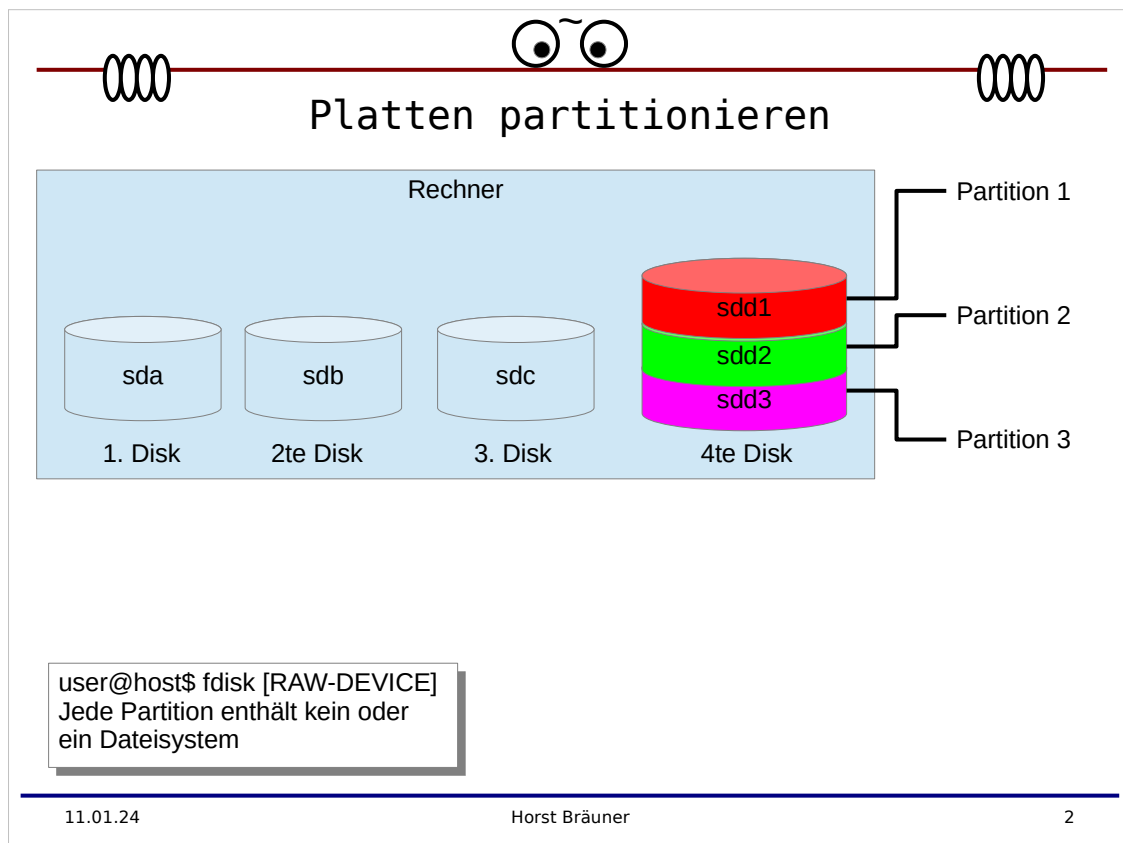 ~
Platten partitionieren
Rechner
Partition 1
sdd1
Partition 2
sdd2
sda
sdb
sdc
sdd3
Partition 3
1. Disk
2te Disk
3. Disk
4te Disk
user@host$ fdisk [RAW-DEVICE]
Jede Partition enthält kein oder
ein Dateisystem
11.01.24
Horst Bräuner
2